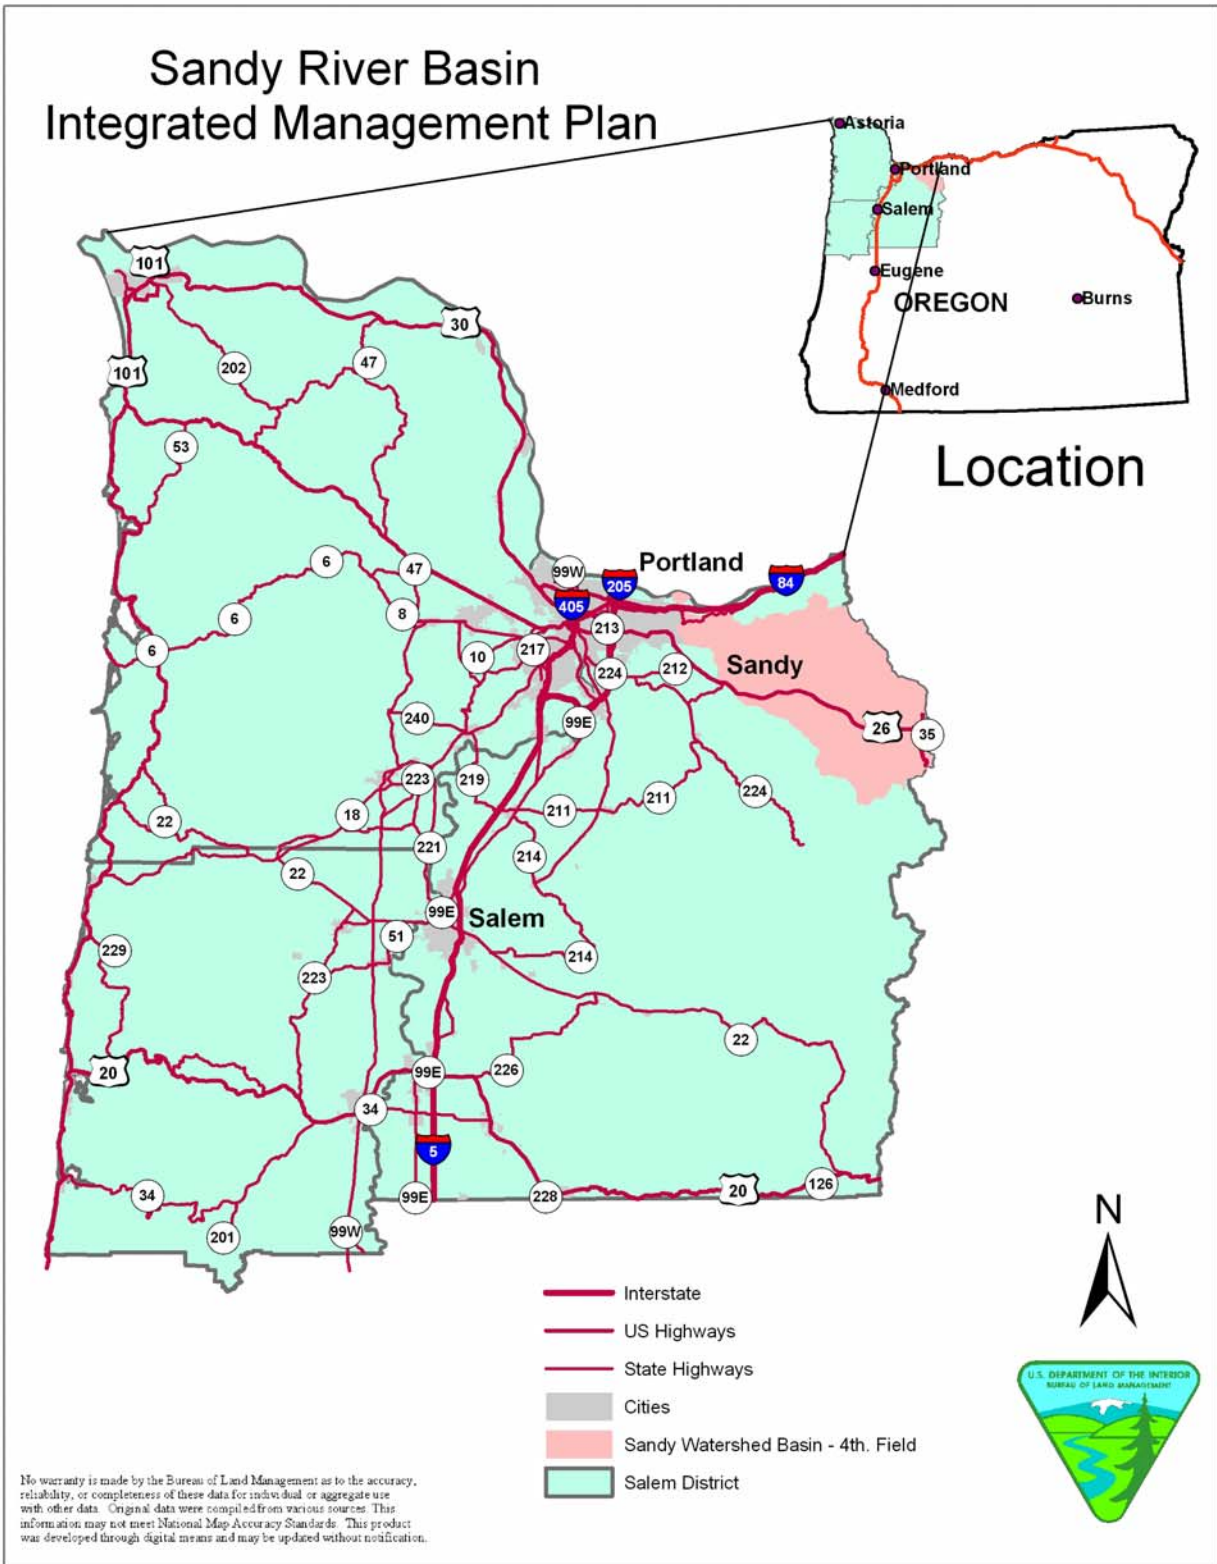 Sandy River Basin
Integrated Management Plan
Astoria
Portland
Salem
Eugene
OREGON
Burns
Medford
Location
101
30
101
202
47
53
6
47
99W
Portland
205
84
405
6
8
213
6
10
217
224
212
Sandy
240
99E
26
35
223
219
18
211
211
224
22
221
214
22
99E
Salem
51
229
223
214
22
20
99E
226
34
5
34
99E
228
20
126
201
99W
N
Interstate
US Highways
State Highways
Cities
Sandy Watershed Basin - 4th. Field
Salem District
U.S. DEPARTMENT OF THE INTERIOR
BUREAU OF LAND MANAGEMENT
No warranty is made by the Bureau of Land Management as to the accuracy,
reliability, or completeness of these data for individual or aggregate use
with other data. Original data were compiled from various sources. This
information may not meet National Map Accuracy Standards. This product
was developed through digital means and may be updated without notification.